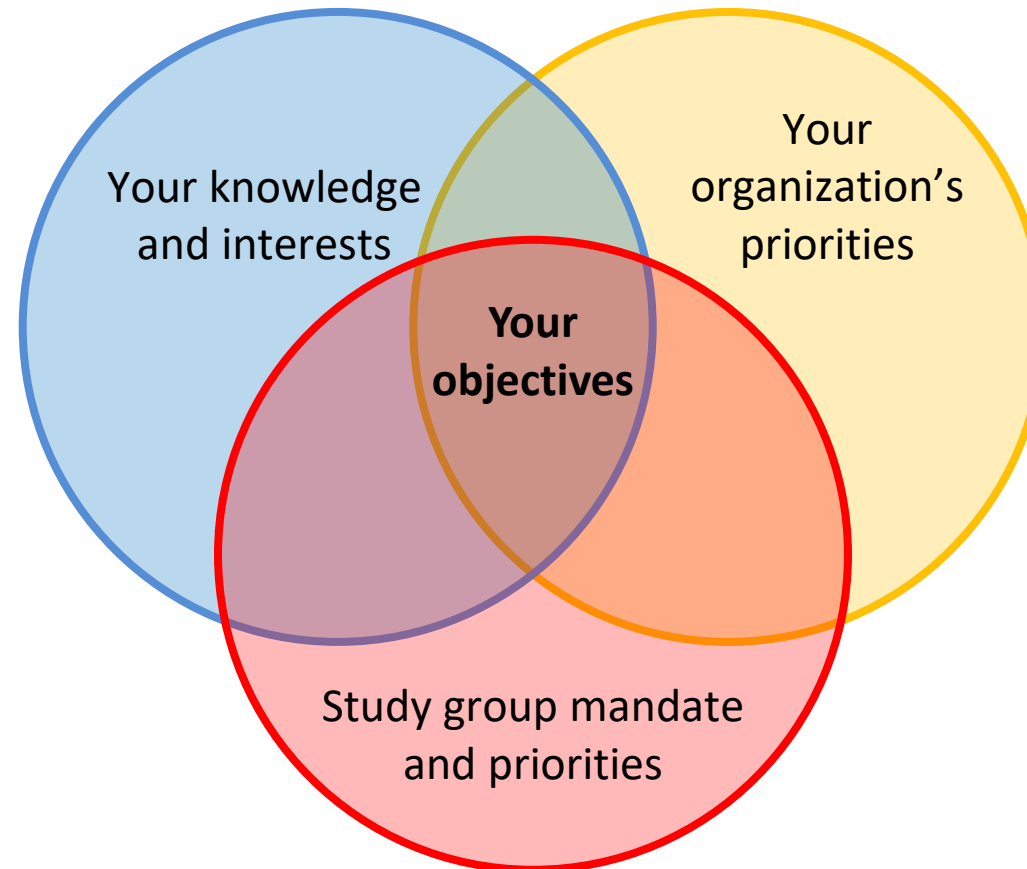 Your knowledge
and interests
Your
organization’s
priorities
Your
objectives
Study group mandate
and priorities